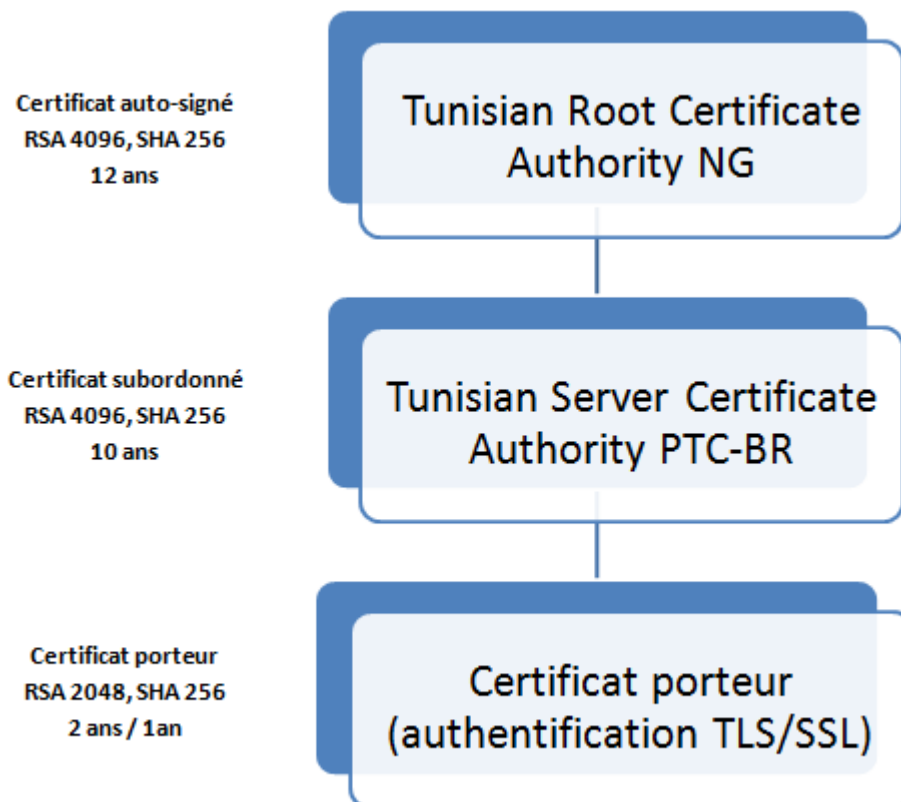 Certificat auto-signé
RSA 4096, SHA 256
12 ans
Tunisian Root Certificate
Authority NG
Certificat subordonné
RSA 4096, SHA 256
10 ans
Tunisian Server Certificate
Authority PTC-BR
Certificat porteur
RSA 2048, SHA 256
2 ans / 1an
Certificat porteur
(authentification TLS/SSL)